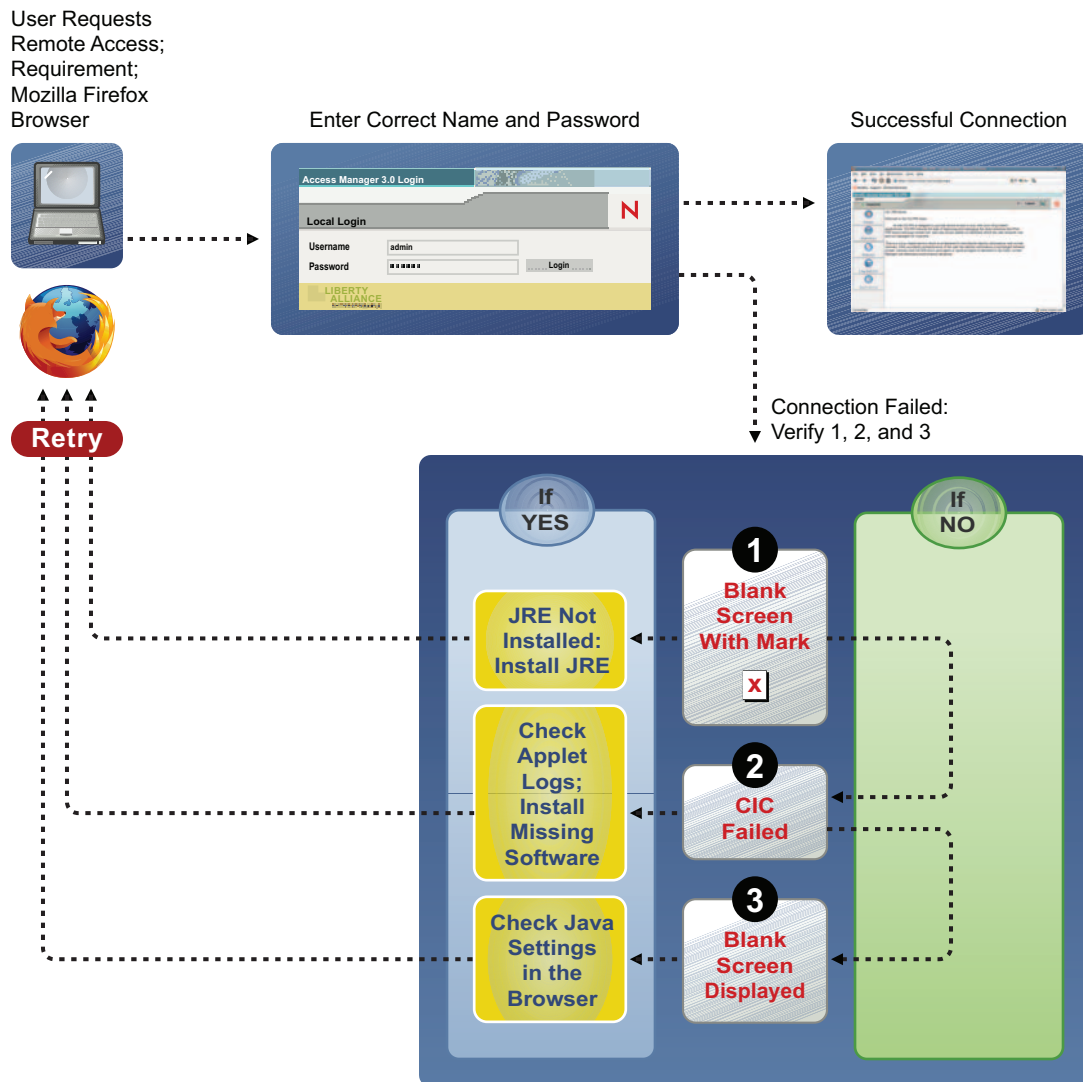 User Requests
Remote Access;
Requirement;
Mozilla Firefox
Browser
Enter Correct Name and Password
Successful Connection
Access Manager 3.0 Login
Local Login
N
Username
admin
Password
Login
LIBERTY
ALLIANCE
Retry
Connection Failed:
Verify 1, 2, and 3
If
YES
If
NO
1
Blank
Screen
With Mark
x
JRE Not
Installed:
Install JRE
2
CIC
Failed
Check
Applet
Logs;
Install
Missing
Software
3
Blank
Screen
Displayed
Check Java
Settings
in the
Browser